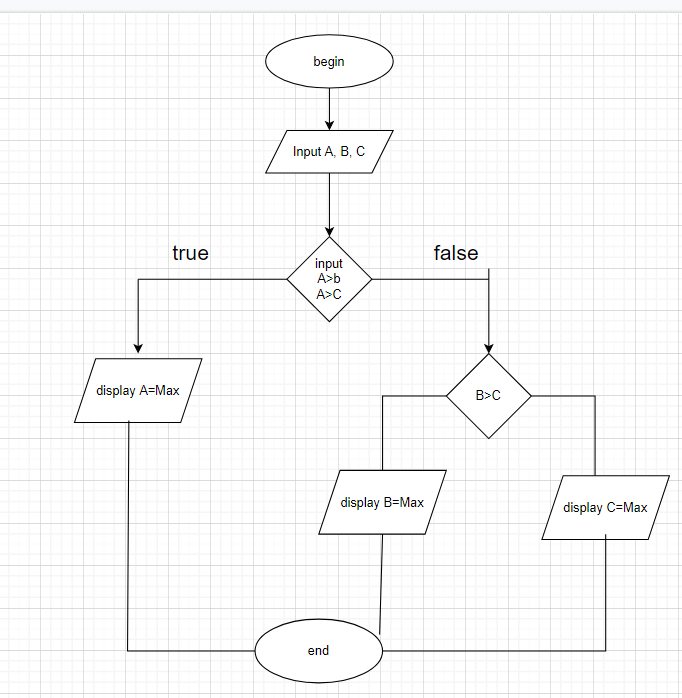 begin
Input A, B, C
true
false
input
A>b
A>C
display A=Max
B>C
display B=Max
display C=Max
end